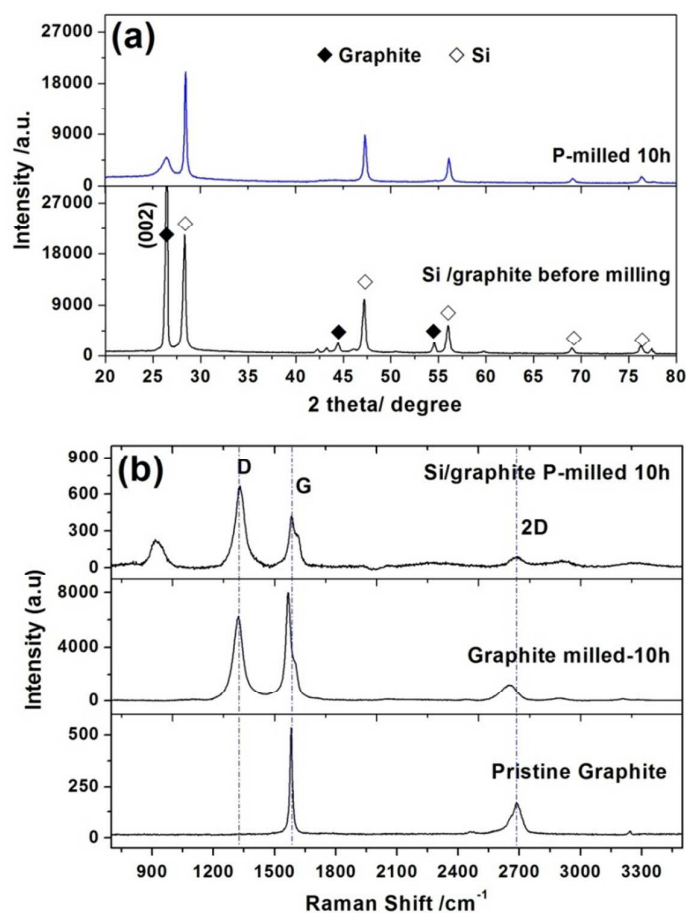 (a)
◆ Graphite ◇ Si
27000
18000
9000
0
P-milled 10h
27000
18000
9000
0
(002)
Si /graphite before milling
Intensity /a.u.
20 25 30 35 40 45 50 55 60 65 70 75 80
2 theta/ degree
(b)
900
600
300
0
D
G
2D
Si/graphite P-milled 10h
8000
4000
0
Graphite milled-10h
500
250
0
Pristine Graphite
Intensity (a.u)
900 1200 1500 1800 2100 2400 2700 3000 3300
Raman Shift /cm⁻¹